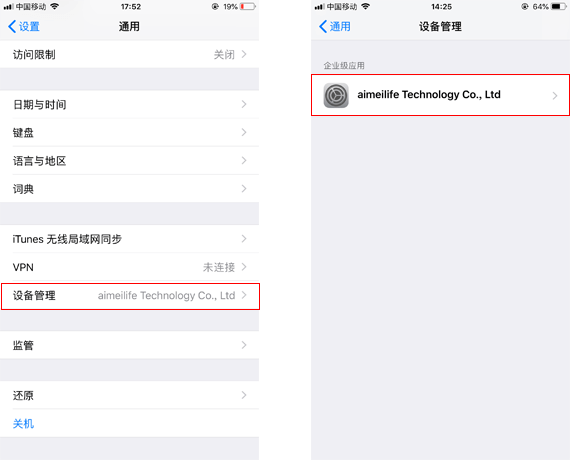 中国移动 17:52 19%
设置 通用
访问限制 关闭
日期与时间
键盘
语言与地区
词典
iTunes 无线局域网同步
VPN 未连接
设备管理 aimeilife Technology Co., Ltd
监管
还原
关机
中国移动 14:25 64%
通用 设备管理
企业级应用
aimeilife Technology Co., Ltd